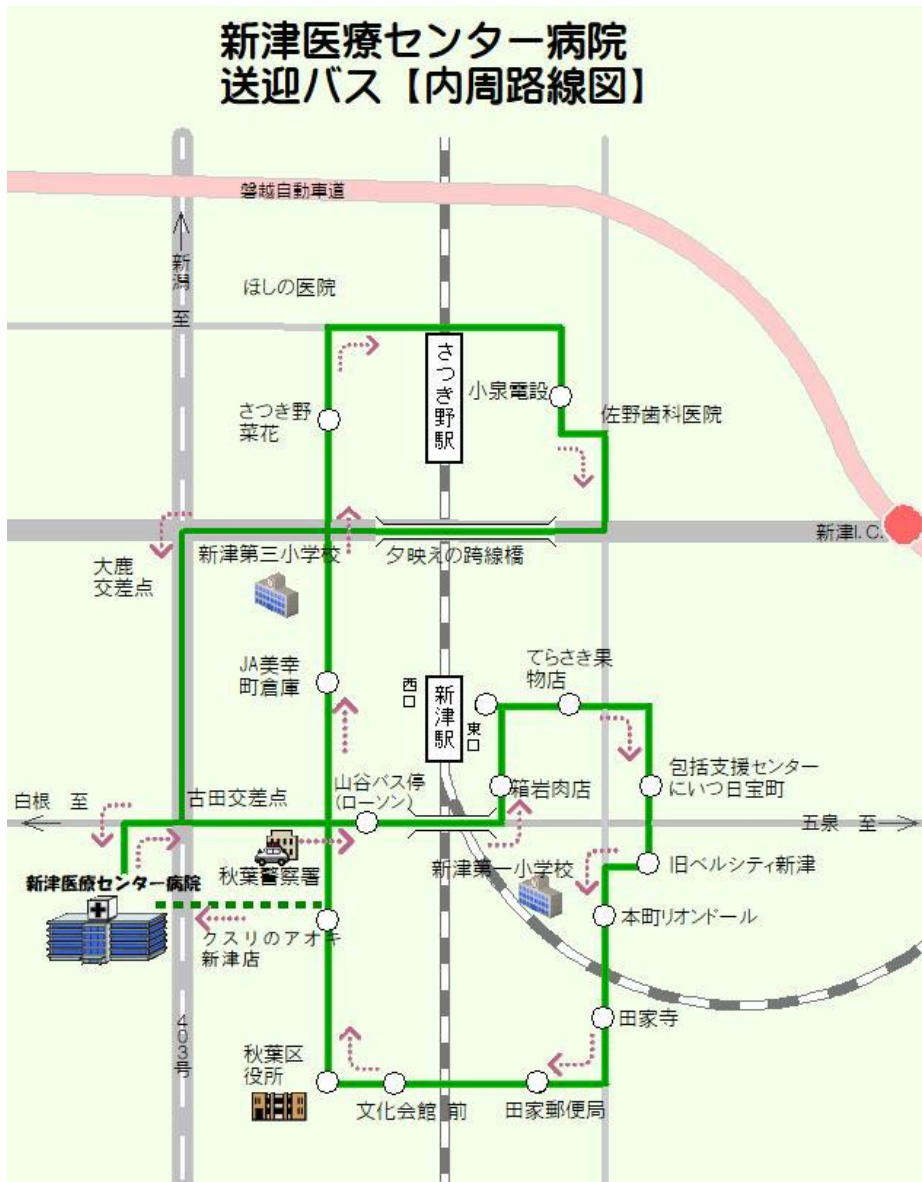 新津医療センター病院
送迎バス【内周路線図】
磐越自動車道
新潟 至
ほしの医院
さつき野駅
小泉電設
さつき野
菜花
佐野歯科医院
新津I.C.
大鹿
交差点
新津第三小学校
夕映えの跨線橋
てらさき果
物店
JA美幸
町倉庫
西口
新津駅
東口
包括支援センター
にいつ日宝町
山谷バス停
(ローソン)
箱岩肉店
白根 至
古田交差点
五泉 至
秋葉警察署
新津第一小学校
旧ベルシティ新津
新津医療センター病院
本町リオンドール
クスリのアオキ
新津店
田家寺
403号
秋葉区
役所
文化会館 前
田家郵便局